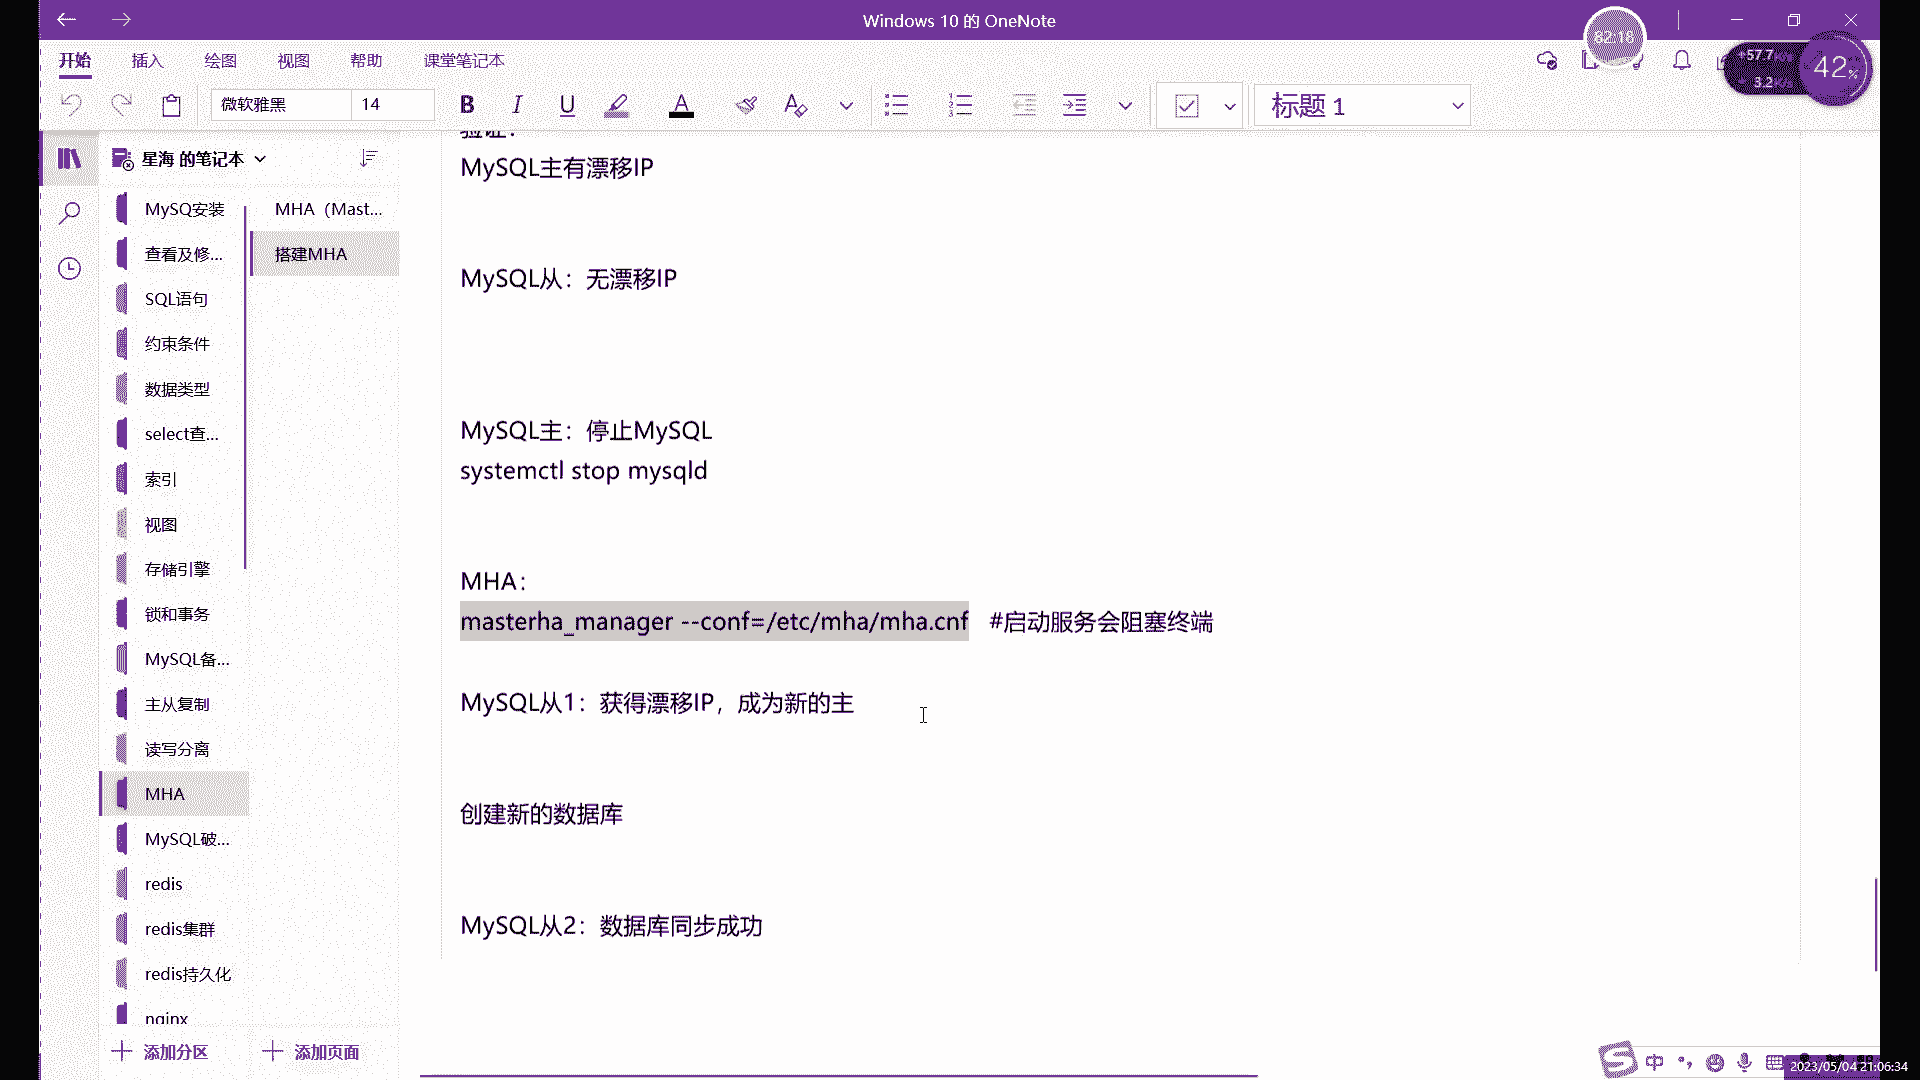 Windows 10 的 OneNote
82:18
开始 插入 绘图 视图 帮助 课堂笔记本
+57.7K/s
3.2K/s
42%
微软雅黑 14 B I U A 标题 1
星海 的笔记本
MySQ安装
查看及修...
SQL语句
约束条件
数据类型
select查...
索引
视图
存储引擎
锁和事务
MySQL备...
主从复制
读写分离
MHA
MySQL破...
redis
redis集群
redis持久化
nginx
添加分区
MHA（Mast...
搭建MHA
添加页面
验证：
MySQL主有漂移IP
MySQL从：无漂移IP
MySQL主：停止MySQL
systemctl stop mysqld
MHA：
masterha_manager --conf=/etc/mha/mha.cnf #启动服务会阻塞终端
MySQL从1：获得漂移IP，成为新的主
创建新的数据库
MySQL从2：数据库同步成功
中
2023/05/04 21:06:34